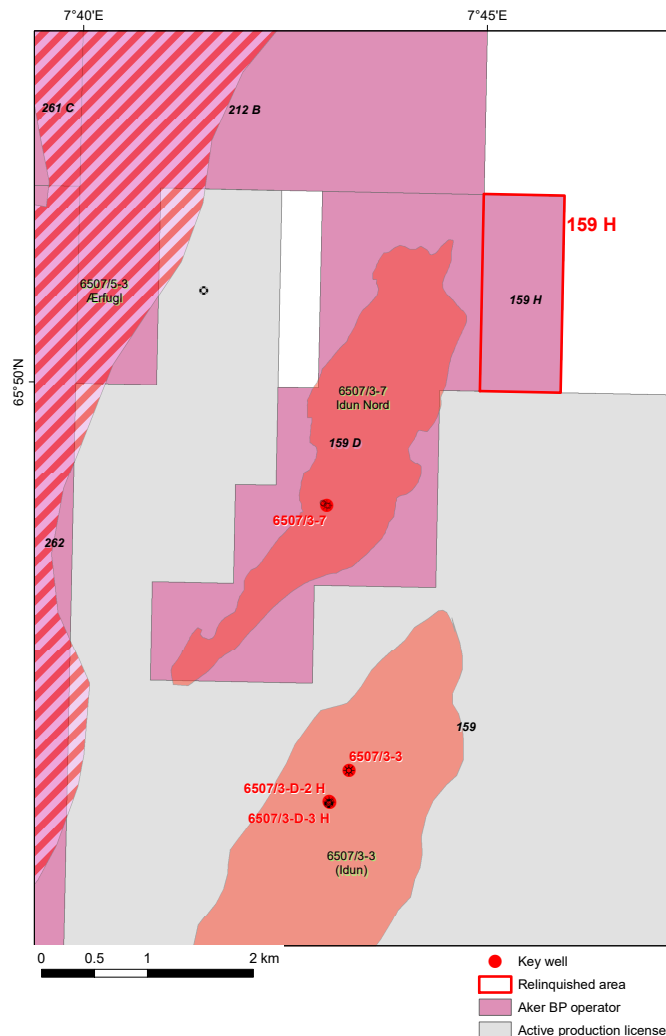 7°40'E
7°45'E
261 C
212 B
159 H
159 H
6507/5-3
Ærfugl
65°50'N
6507/3-7
Idun Nord
159 D
6507/3-7
262
159
6507/3-3
6507/3-D-2 H
6507/3-D-3 H
6507/3-3
(Idun)
0 0.5 1 2 km
Key well
Relinquished area
Aker BP operator
Active production license